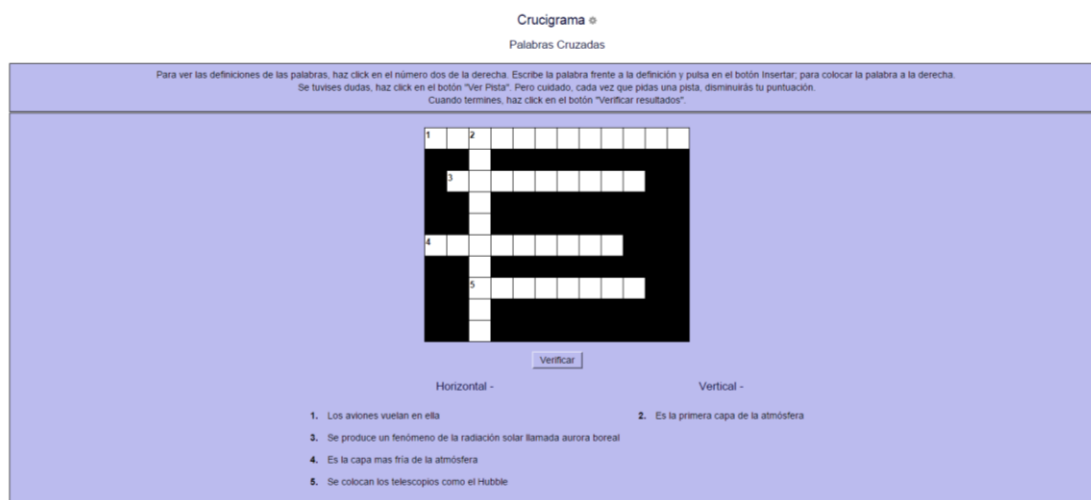 Crucigrama
Palabras Cruzadas
Para ver las definiciones de las palabras, haz click en el número dos de la derecha. Escribe la palabra frente a la definición y pulsa en el botón Insertar, para colocar la palabra a la derecha.
Se tuvises dudas, haz click en el botón "Ver Pista". Pero cuidado, cada vez que pidas una pista, disminuirás tu puntuación.
Cuando termines, haz click en el botón "Verificar resultados".
1 2
3
4
5
Verificar
Horizontal - Vertical -
1. Los aviones vuelan en ella 2. Es la primera capa de la atmósfera
3. Se produce un fenómeno de la radiación solar llamada aurora boreal
4. Es la capa mas fría de la atmósfera
5. Se colocan los telescopios como el Hubble